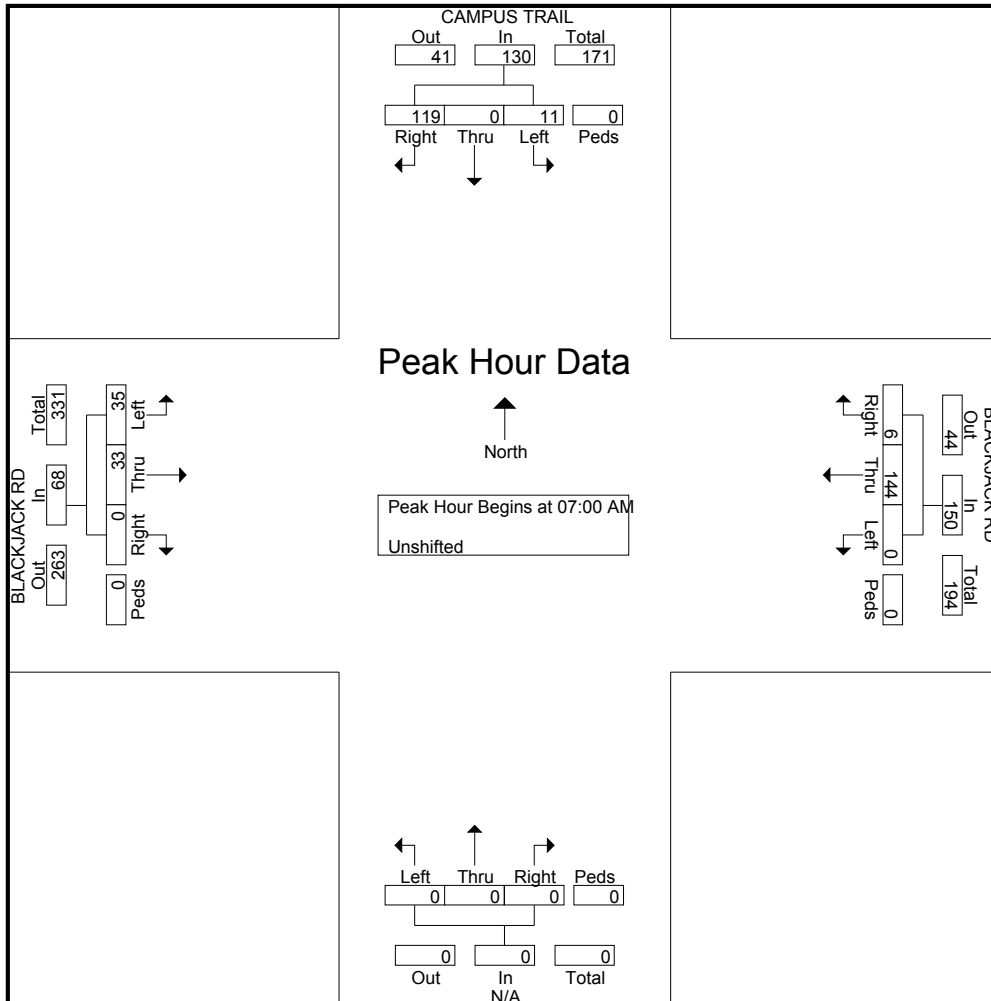 CAMPUS TRAIL
Out In Total
41 130 171
119 0 11 0
Right Thru Left Peds
Peak Hour Data
North
Peak Hour Begins at 07:00 AM
Unshifted
BLACKJACK RD
Out In Total
263 68 331
35 33 0 0
Left Thru Right Peds
BLACKJACK RD
Out In Total
44 150 194
Right Thru Left Peds
6 144 0 0
Left Thru Right Peds
0 0 0 0
0 0 0
Out In Total
N/A